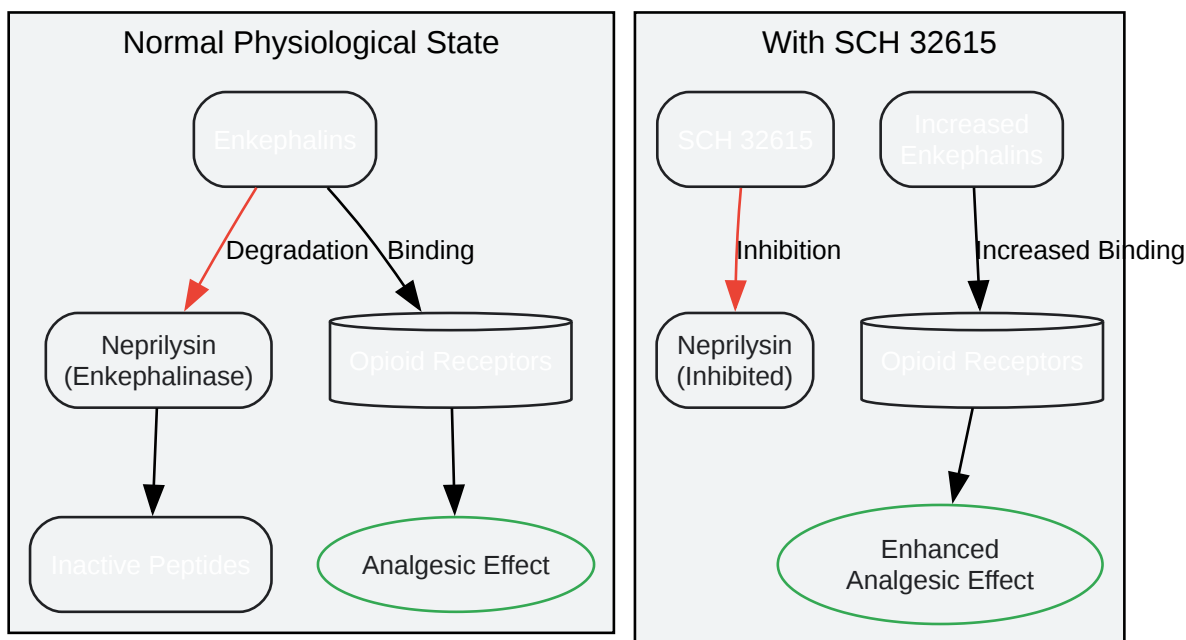 Normal Physiological State
Enkephalins
Degradation
Binding
Neprilysin
(Enkephalinase)
Opioid Receptors
Inactive Peptides
Analgesic Effect
With SCH 32615
SCH 32615
Increased
Enkephalins
Inhibition
Increased Binding
Neprilysin
(Inhibited)
Opioid Receptors
Enhanced
Analgesic Effect